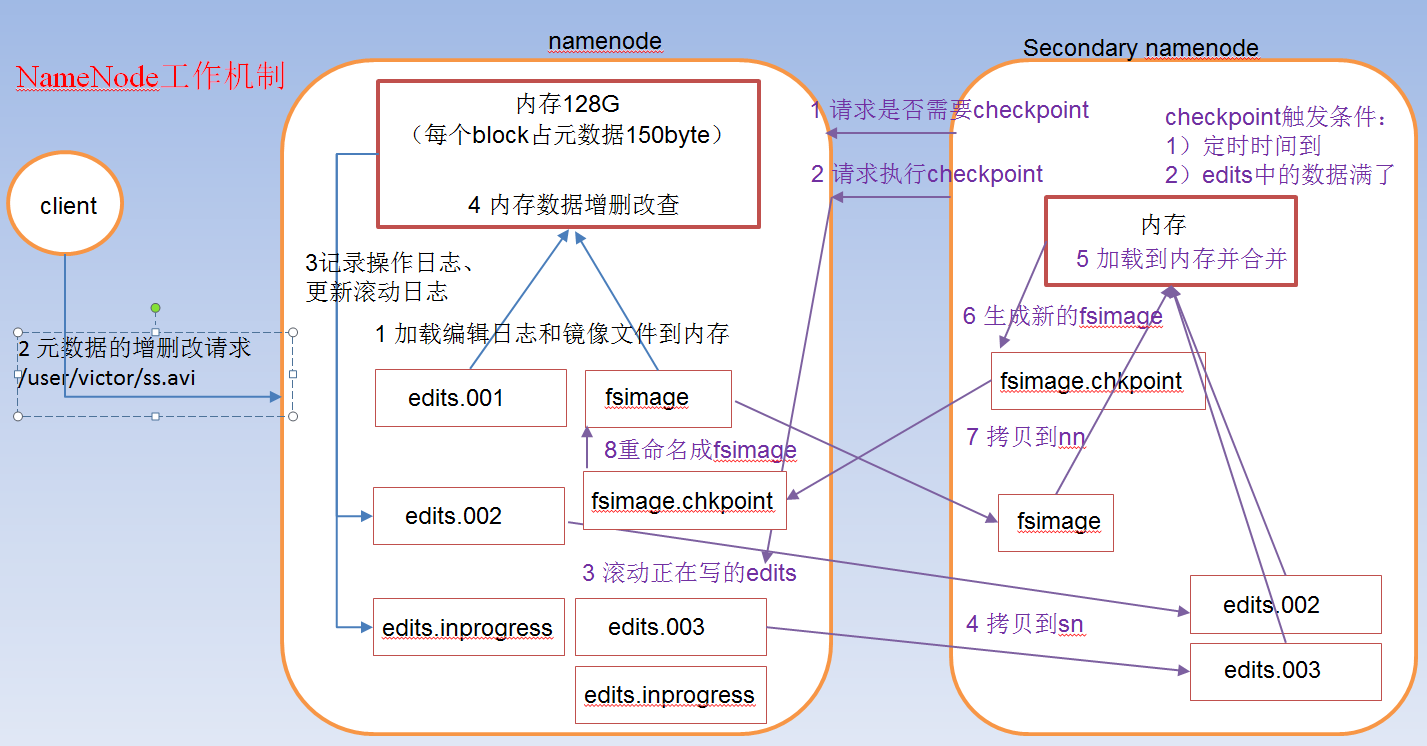 NameNode工作机制
namenode
Secondary namenode
内存128G
（每个block占元数据150byte）
4 内存数据增删改查
1 请求是否需要checkpoint
2 请求执行checkpoint
checkpoint触发条件：
1）定时时间到
2）edits中的数据满了
client
内存
5 加载到内存并合并
3记录操作日志、
更新滚动日志
1 加载编辑日志和镜像文件到内存
2 元数据的增删改请求
/user/victor/ss.avi
6 生成新的fsimage
edits.001
fsimage
fsimage.chkpoint
8重命名成fsimage
7 拷贝到nn
fsimage.chkpoint
edits.002
fsimage
3 滚动正在写的edits
edits.inprogress
edits.003
4 拷贝到sn
edits.002
edits.003
edits.inprogress